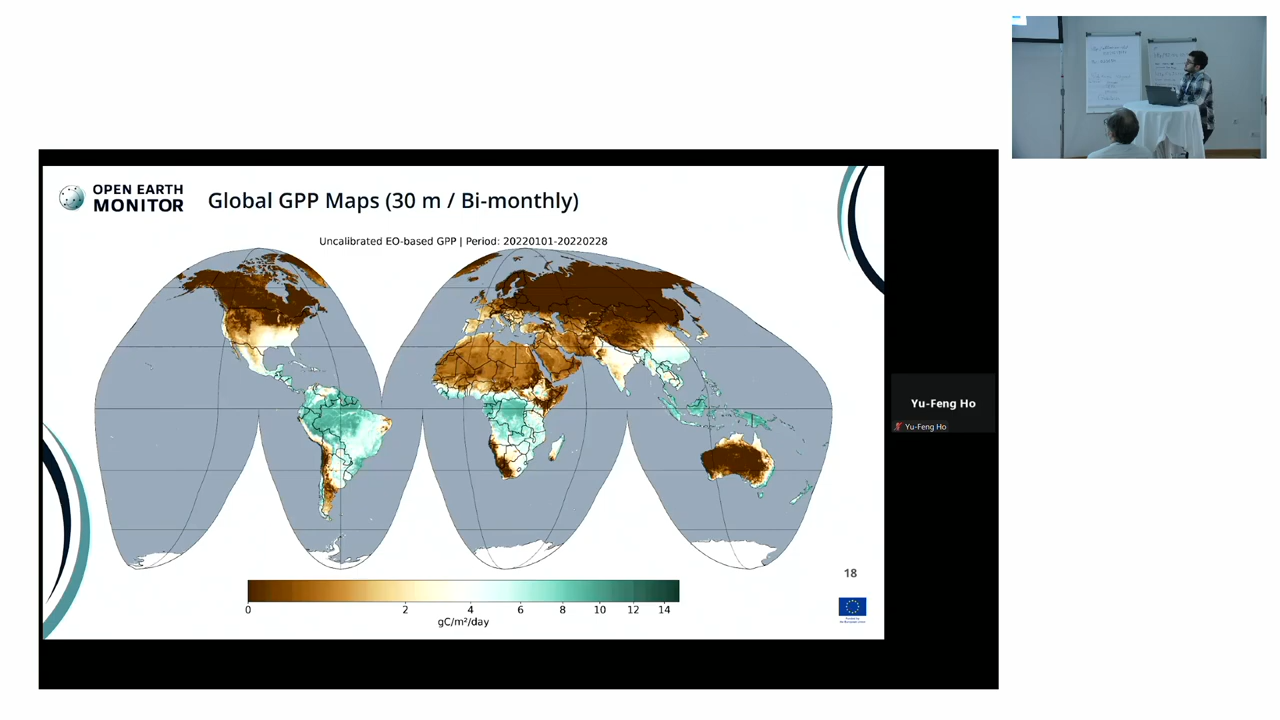 OPEN EARTH
MONITOR
Global GPP Maps (30 m / Bi-monthly)
Uncalibrated EO-based GPP | Period: 20220101-20220228
0 2 4 6 8 10 12 14
gC/m²/day
18
Yu-Feng Ho
Yu-Feng Ho